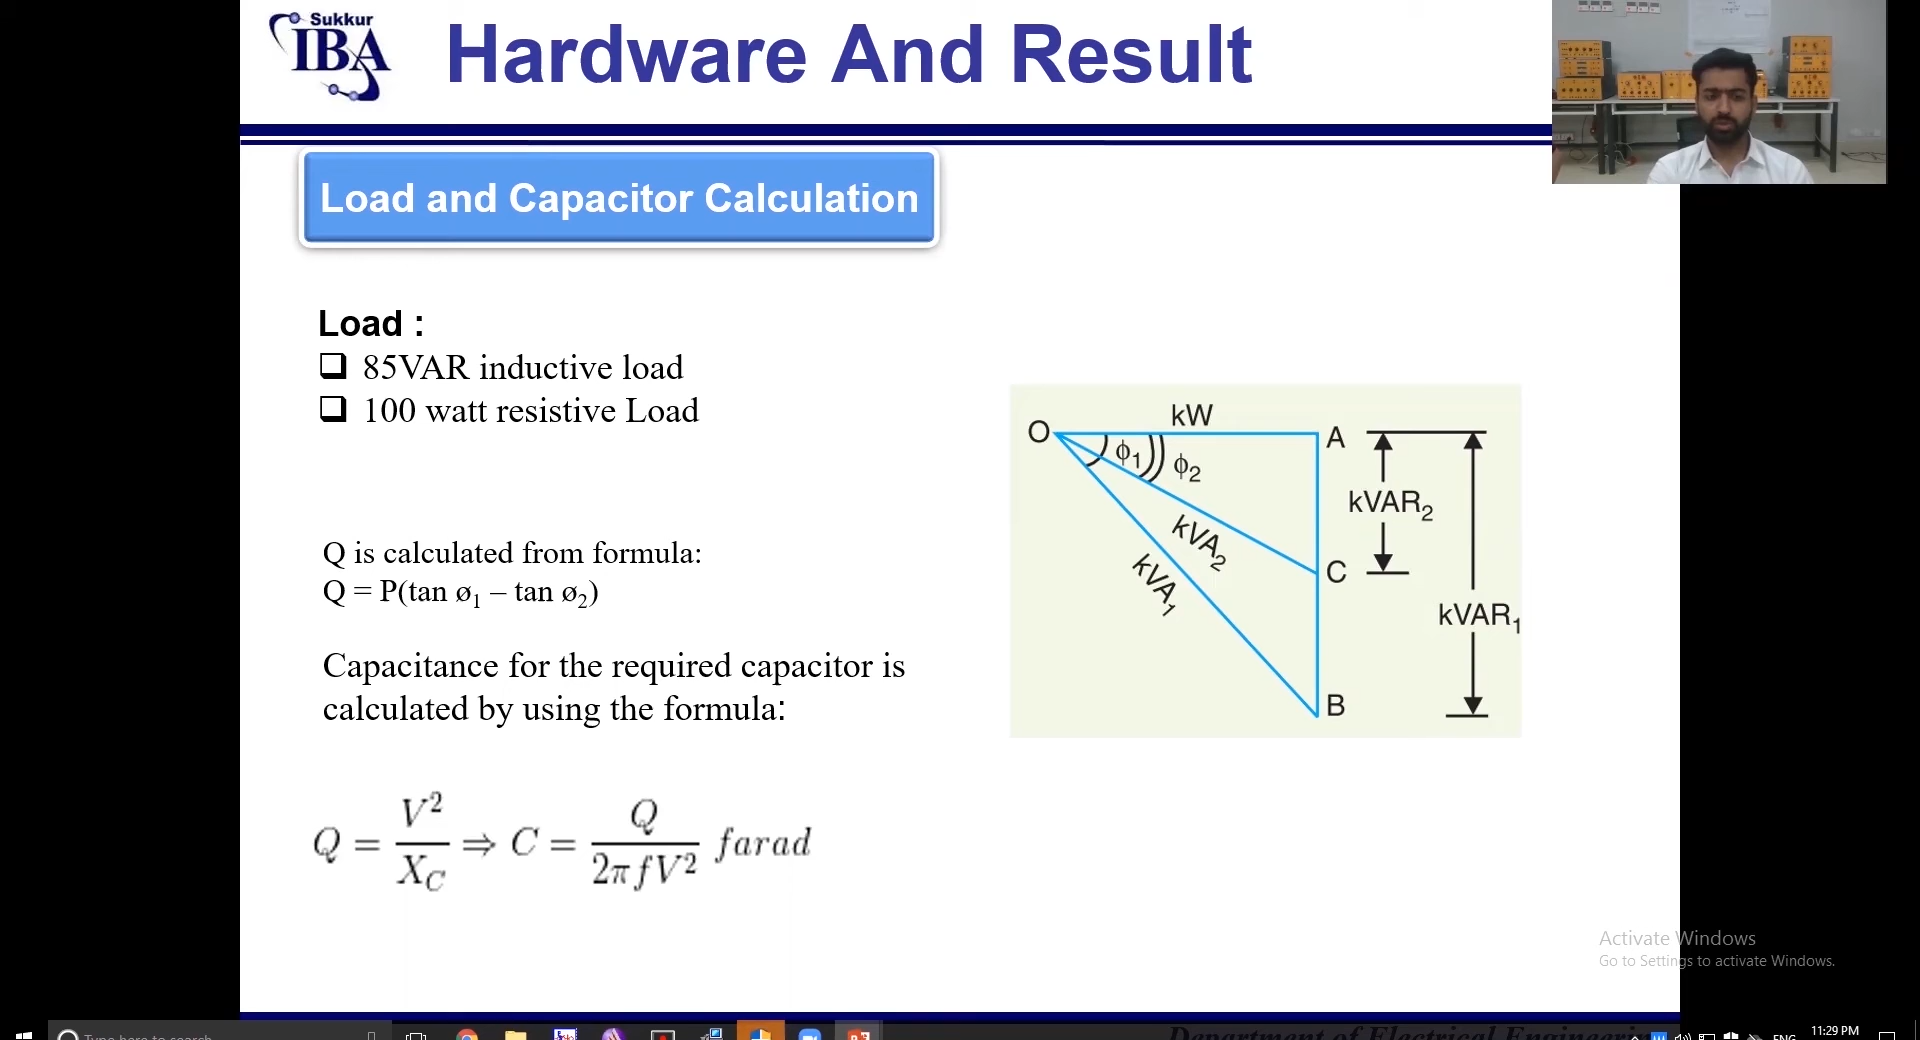 Sukkur
IBA
Hardware And Result
Load and Capacitor Calculation
Load :
85VAR inductive load
100 watt resistive Load
Q is calculated from formula:
Q = P(tan ø₁ – tan ø₂)
Capacitance for the required capacitor is
calculated by using the formula:
Q = V²/X_C ⇒ C = Q/2πfV² farad
kW
O
A
ϕ₁
ϕ₂
kVAR₂
kVA₂
C
kVA₁
kVAR₁
B
Activate Windows
Go to Settings to activate Windows.
Department of Electrical Engineeri
Type here to search
ENG
11:29 PM